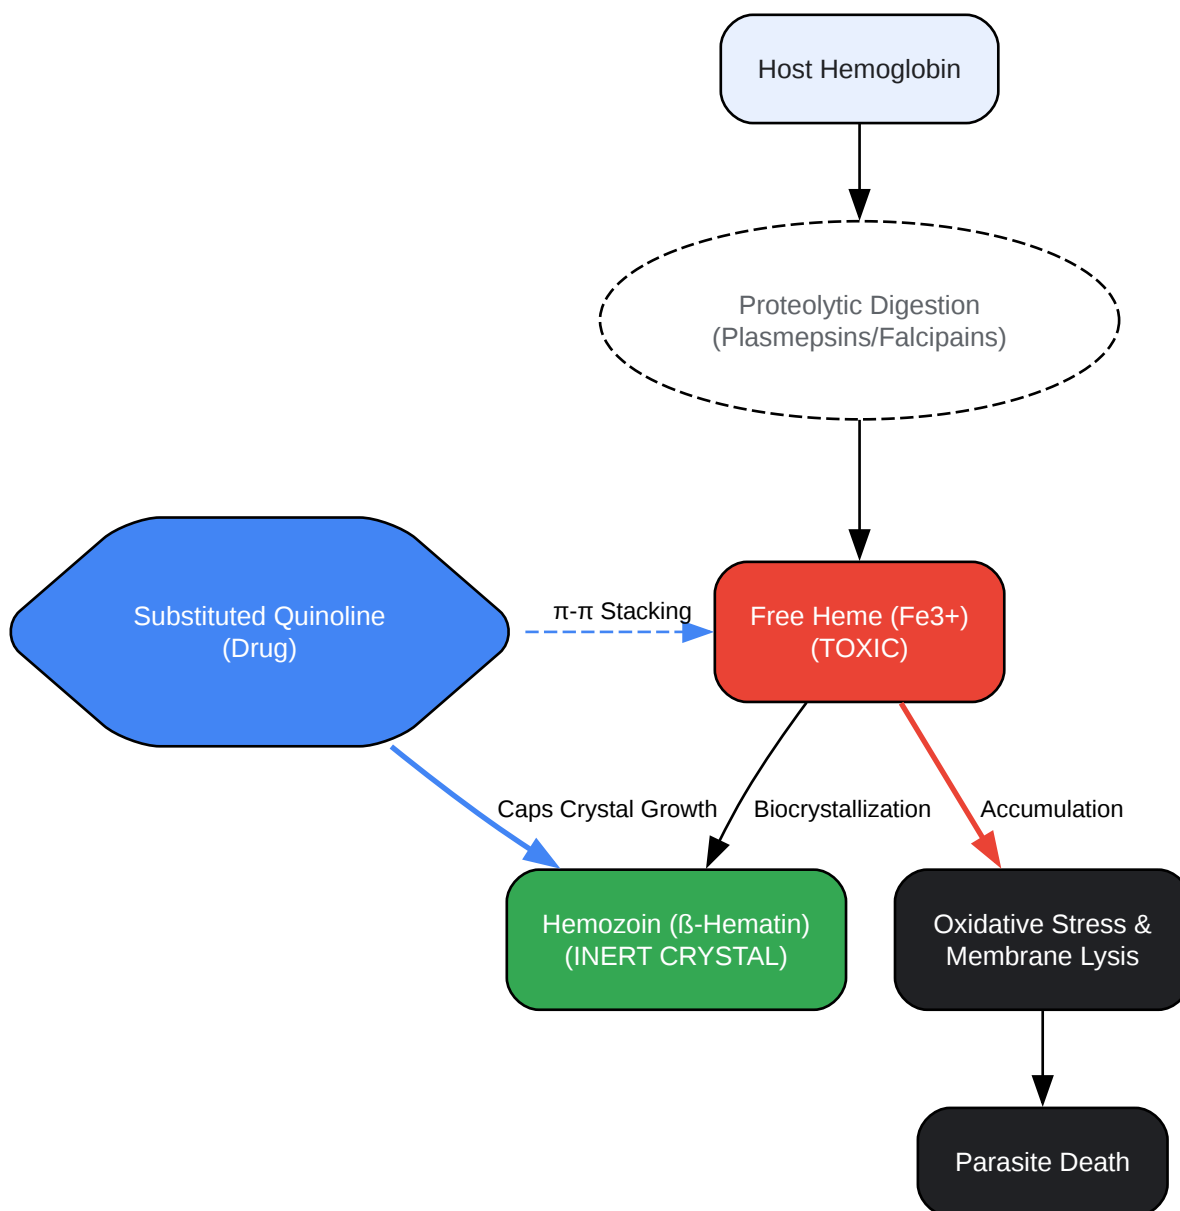 Host Hemoglobin
Proteolytic Digestion
(Plasmepsins/Falcipains)
Substituted Quinoline
(Drug)
π-π Stacking
Free Heme (Fe3+)
(TOXIC)
Caps Crystal Growth
Biocrystallization
Accumulation
Hemozoin (ß-Hematin)
(INERT CRYSTAL)
Oxidative Stress &
Membrane Lysis
Parasite Death